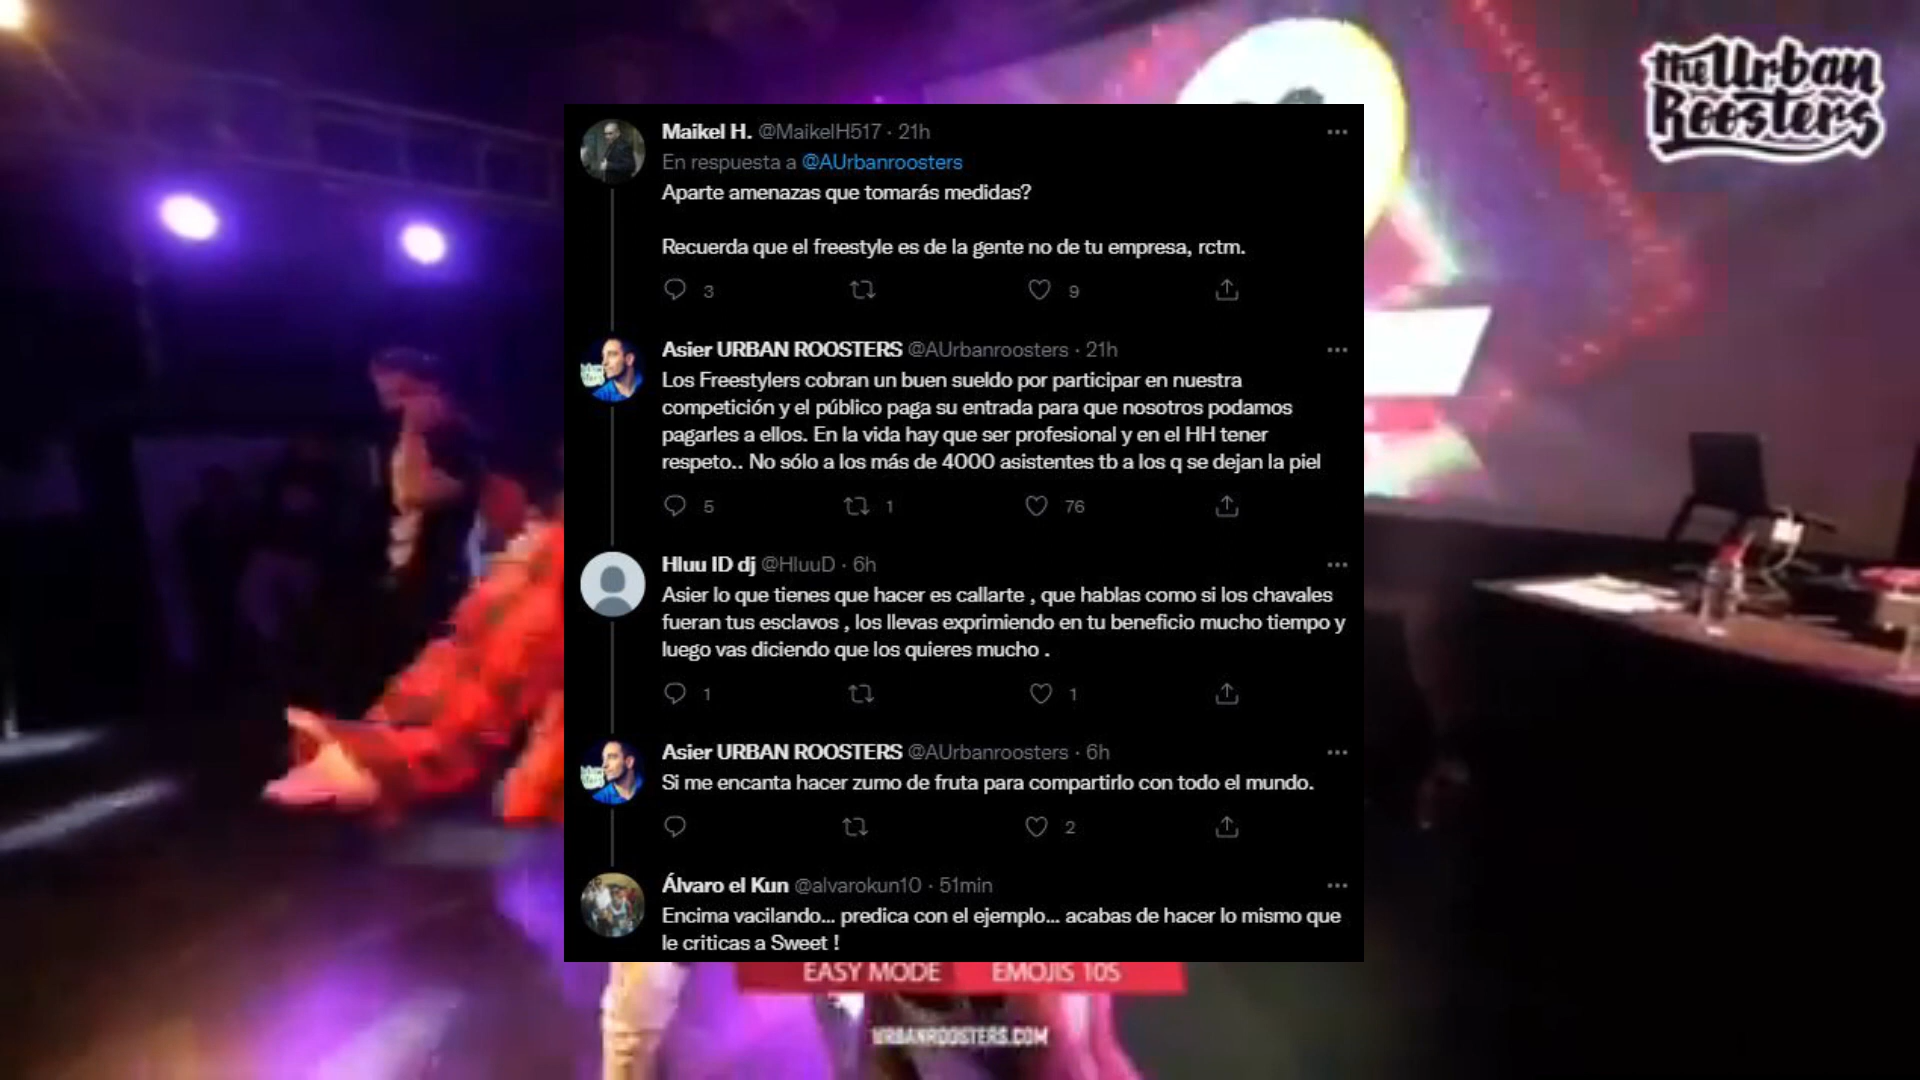 the Urban
Roosters
Maikel H. @MaikelH517 · 21h
En respuesta a @AUrbanroosters
Aparte amenazas que tomarás medidas?
Recuerda que el freestyle es de la gente no de tu empresa, rctm.
3 9
Asier URBAN ROOSTERS @AUrbanroosters · 21h
Los Freestylers cobran un buen sueldo por participar en nuestra
competición y el público paga su entrada para que nosotros podamos
pagarles a ellos. En la vida hay que ser profesional y en el HH tener
respeto.. No sólo a los más de 4000 asistentes tb a los q se dejan la piel
5 1 76
Hluu ID dj @HluuD · 6h
Asier lo que tienes que hacer es callarte , que hablas como si los chavales
fueran tus esclavos , los llevas exprimiendo en tu beneficio mucho tiempo y
luego vas diciendo que los quieres mucho .
1 1
Asier URBAN ROOSTERS @AUrbanroosters · 6h
Si me encanta hacer zumo de fruta para compartirlo con todo el mundo.
2
Álvaro el Kun @alvarokun10 · 51min
Encima vacilando... predica con el ejemplo... acabas de hacer lo mismo que
le criticas a Sweet !
EASY MODE EMOJIS 10S
URBANROOSTERS.COM